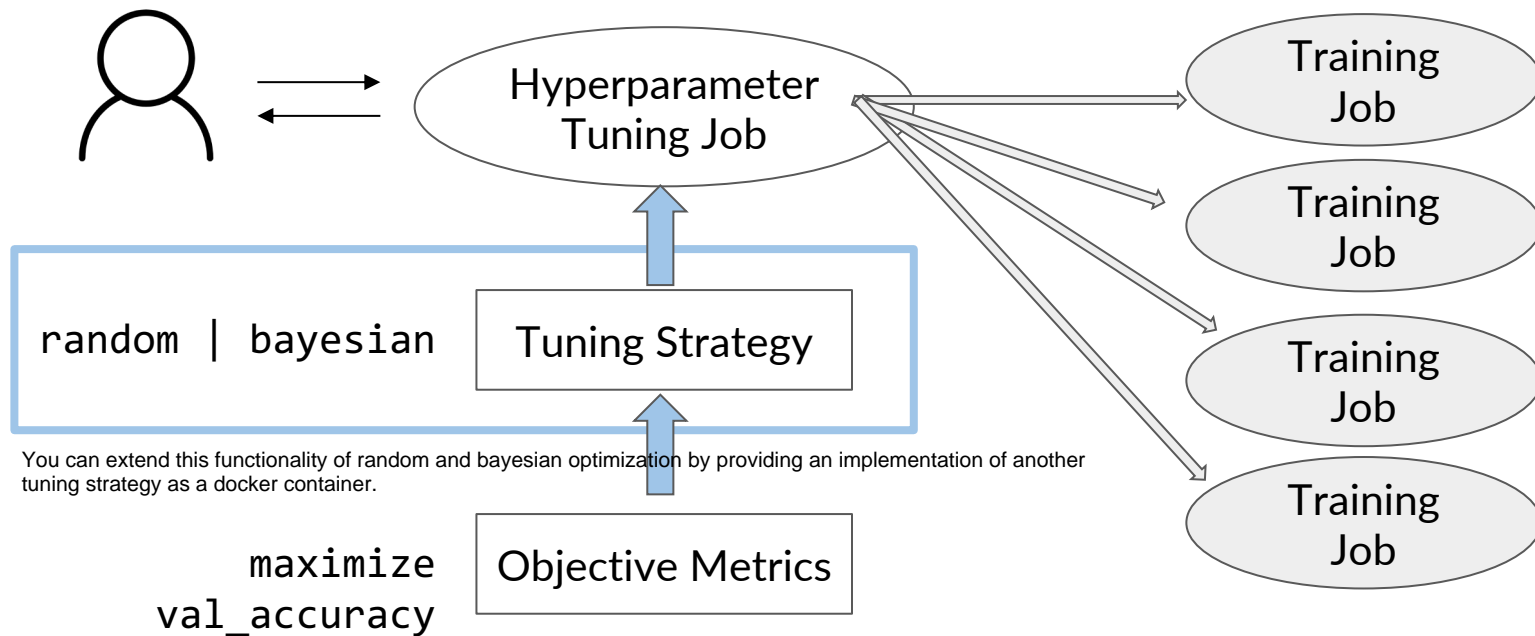 Hyperparameter
Tuning Job
Training
Job
Training
Job
random | bayesian
Tuning Strategy
Training
Job
You can extend this functionality of random and bayesian optimization by providing an implementation of another
tuning strategy as a docker container.
Training
Job
maximize
val_accuracy
Objective Metrics